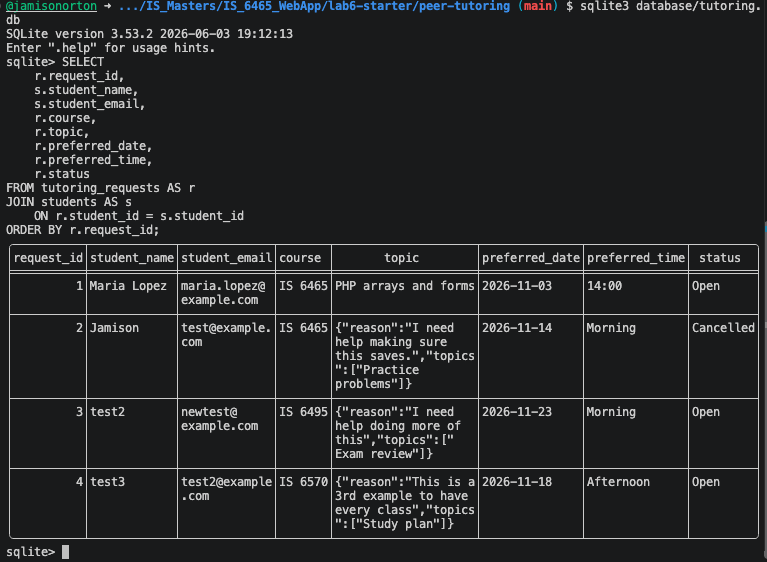 @jamisonorton → .../IS_Masters/IS_6465_WebApp/lab6-starter/peer-tutoring (main) $ sqlite3 database/tutoring.
db
SQLite version 3.53.2 2026-06-03 19:12:13
Enter ".help" for usage hints.
sqlite> SELECT
    r.request_id,
    s.student_name,
    s.student_email,
    r.course,
    r.topic,
    r.preferred_date,
    r.preferred_time,
    r.status
FROM tutoring_requests AS r
JOIN students AS s
    ON r.student_id = s.student_id
ORDER BY r.request_id;
request_id student_name student_email course topic preferred_date preferred_time status
1 Maria Lopez maria.lopez@ IS 6465 PHP arrays and forms 2026-11-03 14:00 Open
example.com
2 Jamison test@example. IS 6465 {"reason":"I need 2026-11-14 Morning Cancelled
com help making sure
this saves.","topics
":["Practice
problems"]}
3 test2 newtest@ IS 6495 {"reason":"I need 2026-11-23 Morning Open
example.com help doing more of
this","topics":["
Exam review"]}
4 test3 test2@example IS 6570 {"reason":"This is a 2026-11-18 Afternoon Open
.com 3rd example to have
every class","topics
":["Study plan"]}
sqlite>